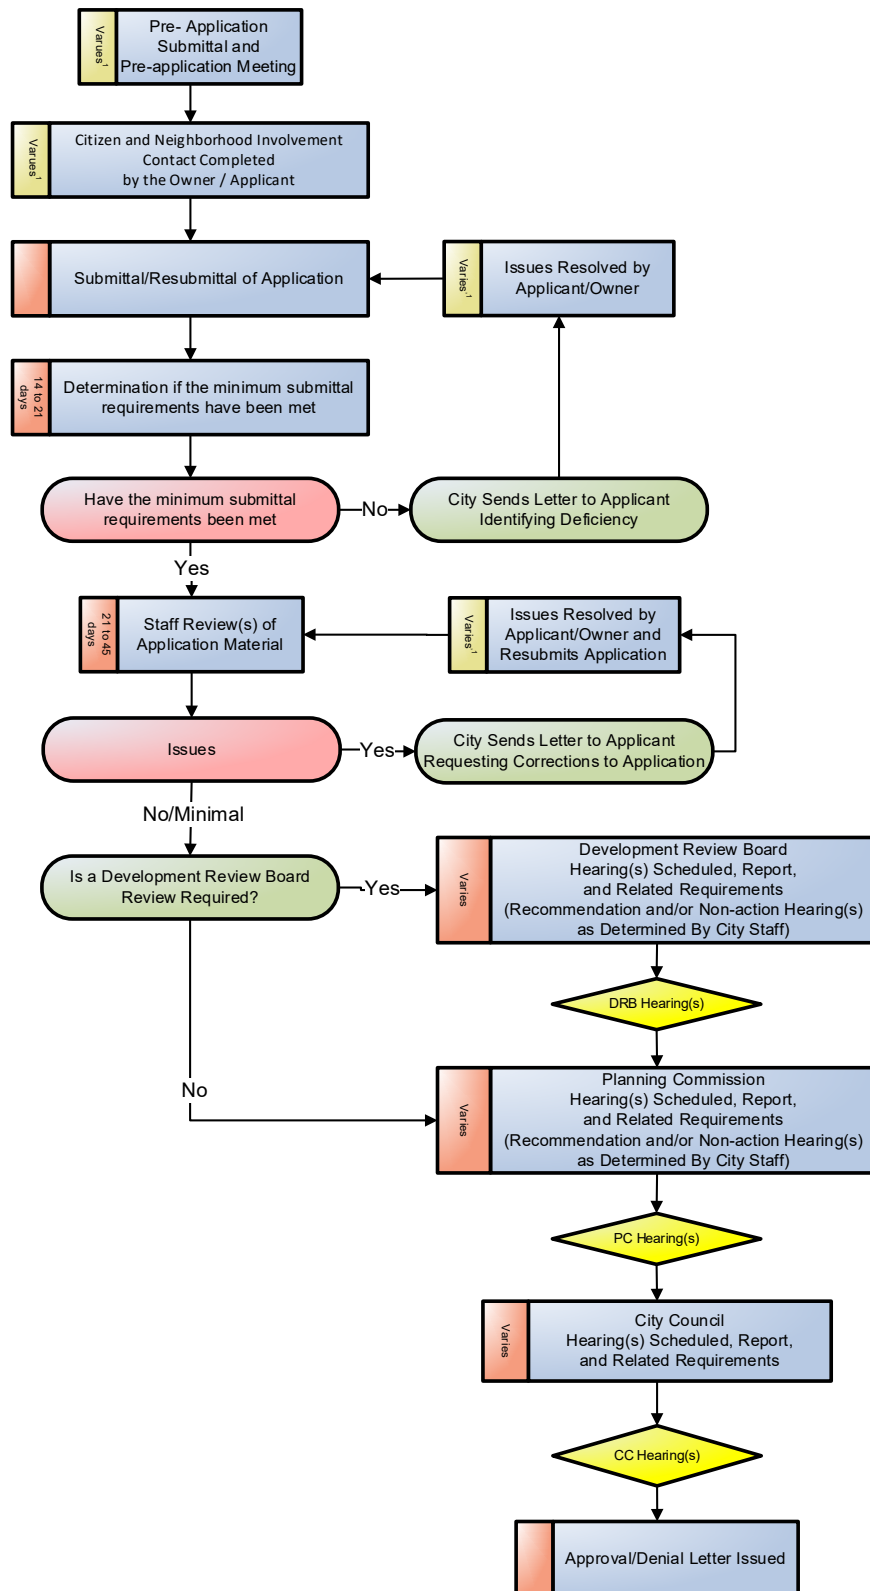 Varues¹
Pre- Application
Submittal and
Pre-application Meeting
Varues¹
Citizen and Neighborhood Involvement
Contact Completed
by the Owner / Applicant
Submittal/Resubmittal of Application
Varies.¹
Issues Resolved by
Applicant/Owner
14 to 21
days
Determination if the minimum submittal
requirements have been met
Have the minimum submittal
requirements been met
No
City Sends Letter to Applicant
Identifying Deficiency
Yes
21 to 45
days
Staff Review(s) of
Application Material
Varies.¹
Issues Resolved by
Applicant/Owner and
Resubmits Application
Issues
Yes
City Sends Letter to Applicant
Requesting Corrections to Application
No/Minimal
Is a Development Review Board
Review Required?
Yes
Varies
Development Review Board
Hearing(s) Scheduled, Report,
and Related Requirements
(Recommendation and/or Non-action Hearing(s)
as Determined By City Staff)
DRB Hearing(s)
No
Varies
Planning Commission
Hearing(s) Scheduled, Report,
and Related Requirements
(Recommendation and/or Non-action Hearing(s)
as Determined By City Staff)
PC Hearing(s)
Varies
City Council
Hearing(s) Scheduled, Report,
and Related Requirements
CC Hearing(s)
Approval/Denial Letter Issued